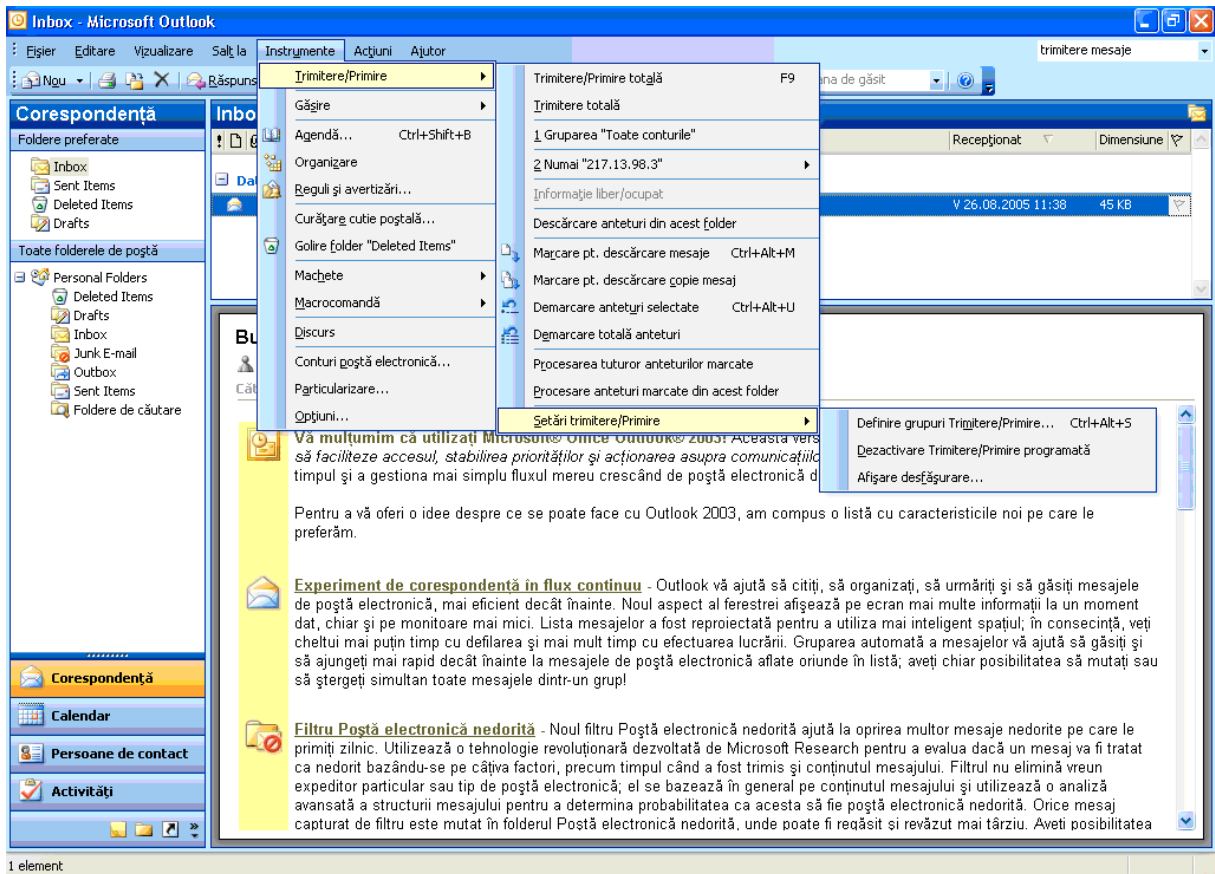 Inbox - Microsoft Outlook
Fişier Editare Vizualizare Salt la Instrumente Acţiuni Ajutor
trimitere mesaje
Nou Răspuns ana de găsit
Corespondenţă
Foldere preferate
Inbox
Sent Items
Deleted Items
Drafts
Toate folderele de poştă
Personal Folders
Deleted Items
Drafts
Inbox
Junk E-mail
Outbox
Sent Items
Foldere de căutare
Corespondenţă
Calendar
Persoane de contact
Activităţi
1 element
Inbo
Recepţionat Dimensiune
Da
V 26.08.2005 11:38 45 KB
Trimitere/Primire
Găsire
Agendă... Ctrl+Shift+B
Organizare
Reguli şi avertizări...
Curăţare cutie poştală...
Golire folder "Deleted Items"
Machete
Macrocomandă
Discurs
Conturi poştă electronică...
Particularizare...
Opţiuni...
Trimitere/Primire totală F9
Trimitere totală
1 Gruparea "Toate conturile"
2 Numai "217.13.98.3"
Informaţie liber/ocupat
Descărcare anteturi din acest folder
Marcare pt. descărcare mesaje Ctrl+Alt+M
Marcare pt. descărcare copie mesaj
Demarcare anteturi selectate Ctrl+Alt+U
Demarcare totală anteturi
Procesarea tuturor anteturilor marcate
Procesare anteturi marcate din acest folder
Setări trimitere/Primire
Definire grupuri Trimitere/Primire... Ctrl+Alt+S
Dezactivare Trimitere/Primire programată
Afişare desfăşurare...
Bu
Căt
Vă mulţumim că utilizaţi Microsoft® Office Outlook® 2003! Această vers
să faciliteze accesul, stabilirea priorităţilor şi acţionarea asupra comunicaţiilo
timpul şi a gestiona mai simplu fluxul mereu crescând de poştă electronică d
Pentru a vă oferi o idee despre ce se poate face cu Outlook 2003, am compus o listă cu caracteristicile noi pe care le
preferăm.
Experiment de corespondenţă în flux continuu - Outlook vă ajută să citiţi, să organizaţi, să urmăriţi şi să găsiţi mesajele
de poştă electronică, mai eficient decât înainte. Noul aspect al ferestrei afişează pe ecran mai multe informaţii la un moment
dat, chiar şi pe monitoare mai mici. Lista mesajelor a fost reproiectată pentru a utiliza mai inteligent spaţiul; în consecinţă, veţi
cheltui mai puţin timp cu defilarea şi mai mult timp cu efectuarea lucrării. Gruparea automată a mesajelor vă ajută să găsiţi şi
să ajungeţi mai rapid decât înainte la mesajele de poştă electronică aflate oriunde în listă; aveţi chiar posibilitatea să mutaţi sau
să ştergeţi simultan toate mesajele dintr-un grup!
Filtru Poştă electronică nedorită - Noul filtru Poştă electronică nedorită ajută la oprirea multor mesaje nedorite pe care le
primiţi zilnic. Utilizează o tehnologie revoluţionară dezvoltată de Microsoft Research pentru a evalua dacă un mesaj va fi tratat
ca nedorit bazându-se pe câţiva factori, precum timpul când a fost trimis şi conţinutul mesajului. Filtrul nu elimină vreun
expeditor particular sau tip de poştă electronică; el se bazează în general pe conţinutul mesajului şi utilizează o analiză
avansată a structurii mesajului pentru a determina probabilitatea ca acesta să fie poştă electronică nedorită. Orice mesaj
capturat de filtru este mutat în folderul Poştă electronică nedorită, unde poate fi regăsit şi revăzut mai târziu. Aveţi posibilitatea